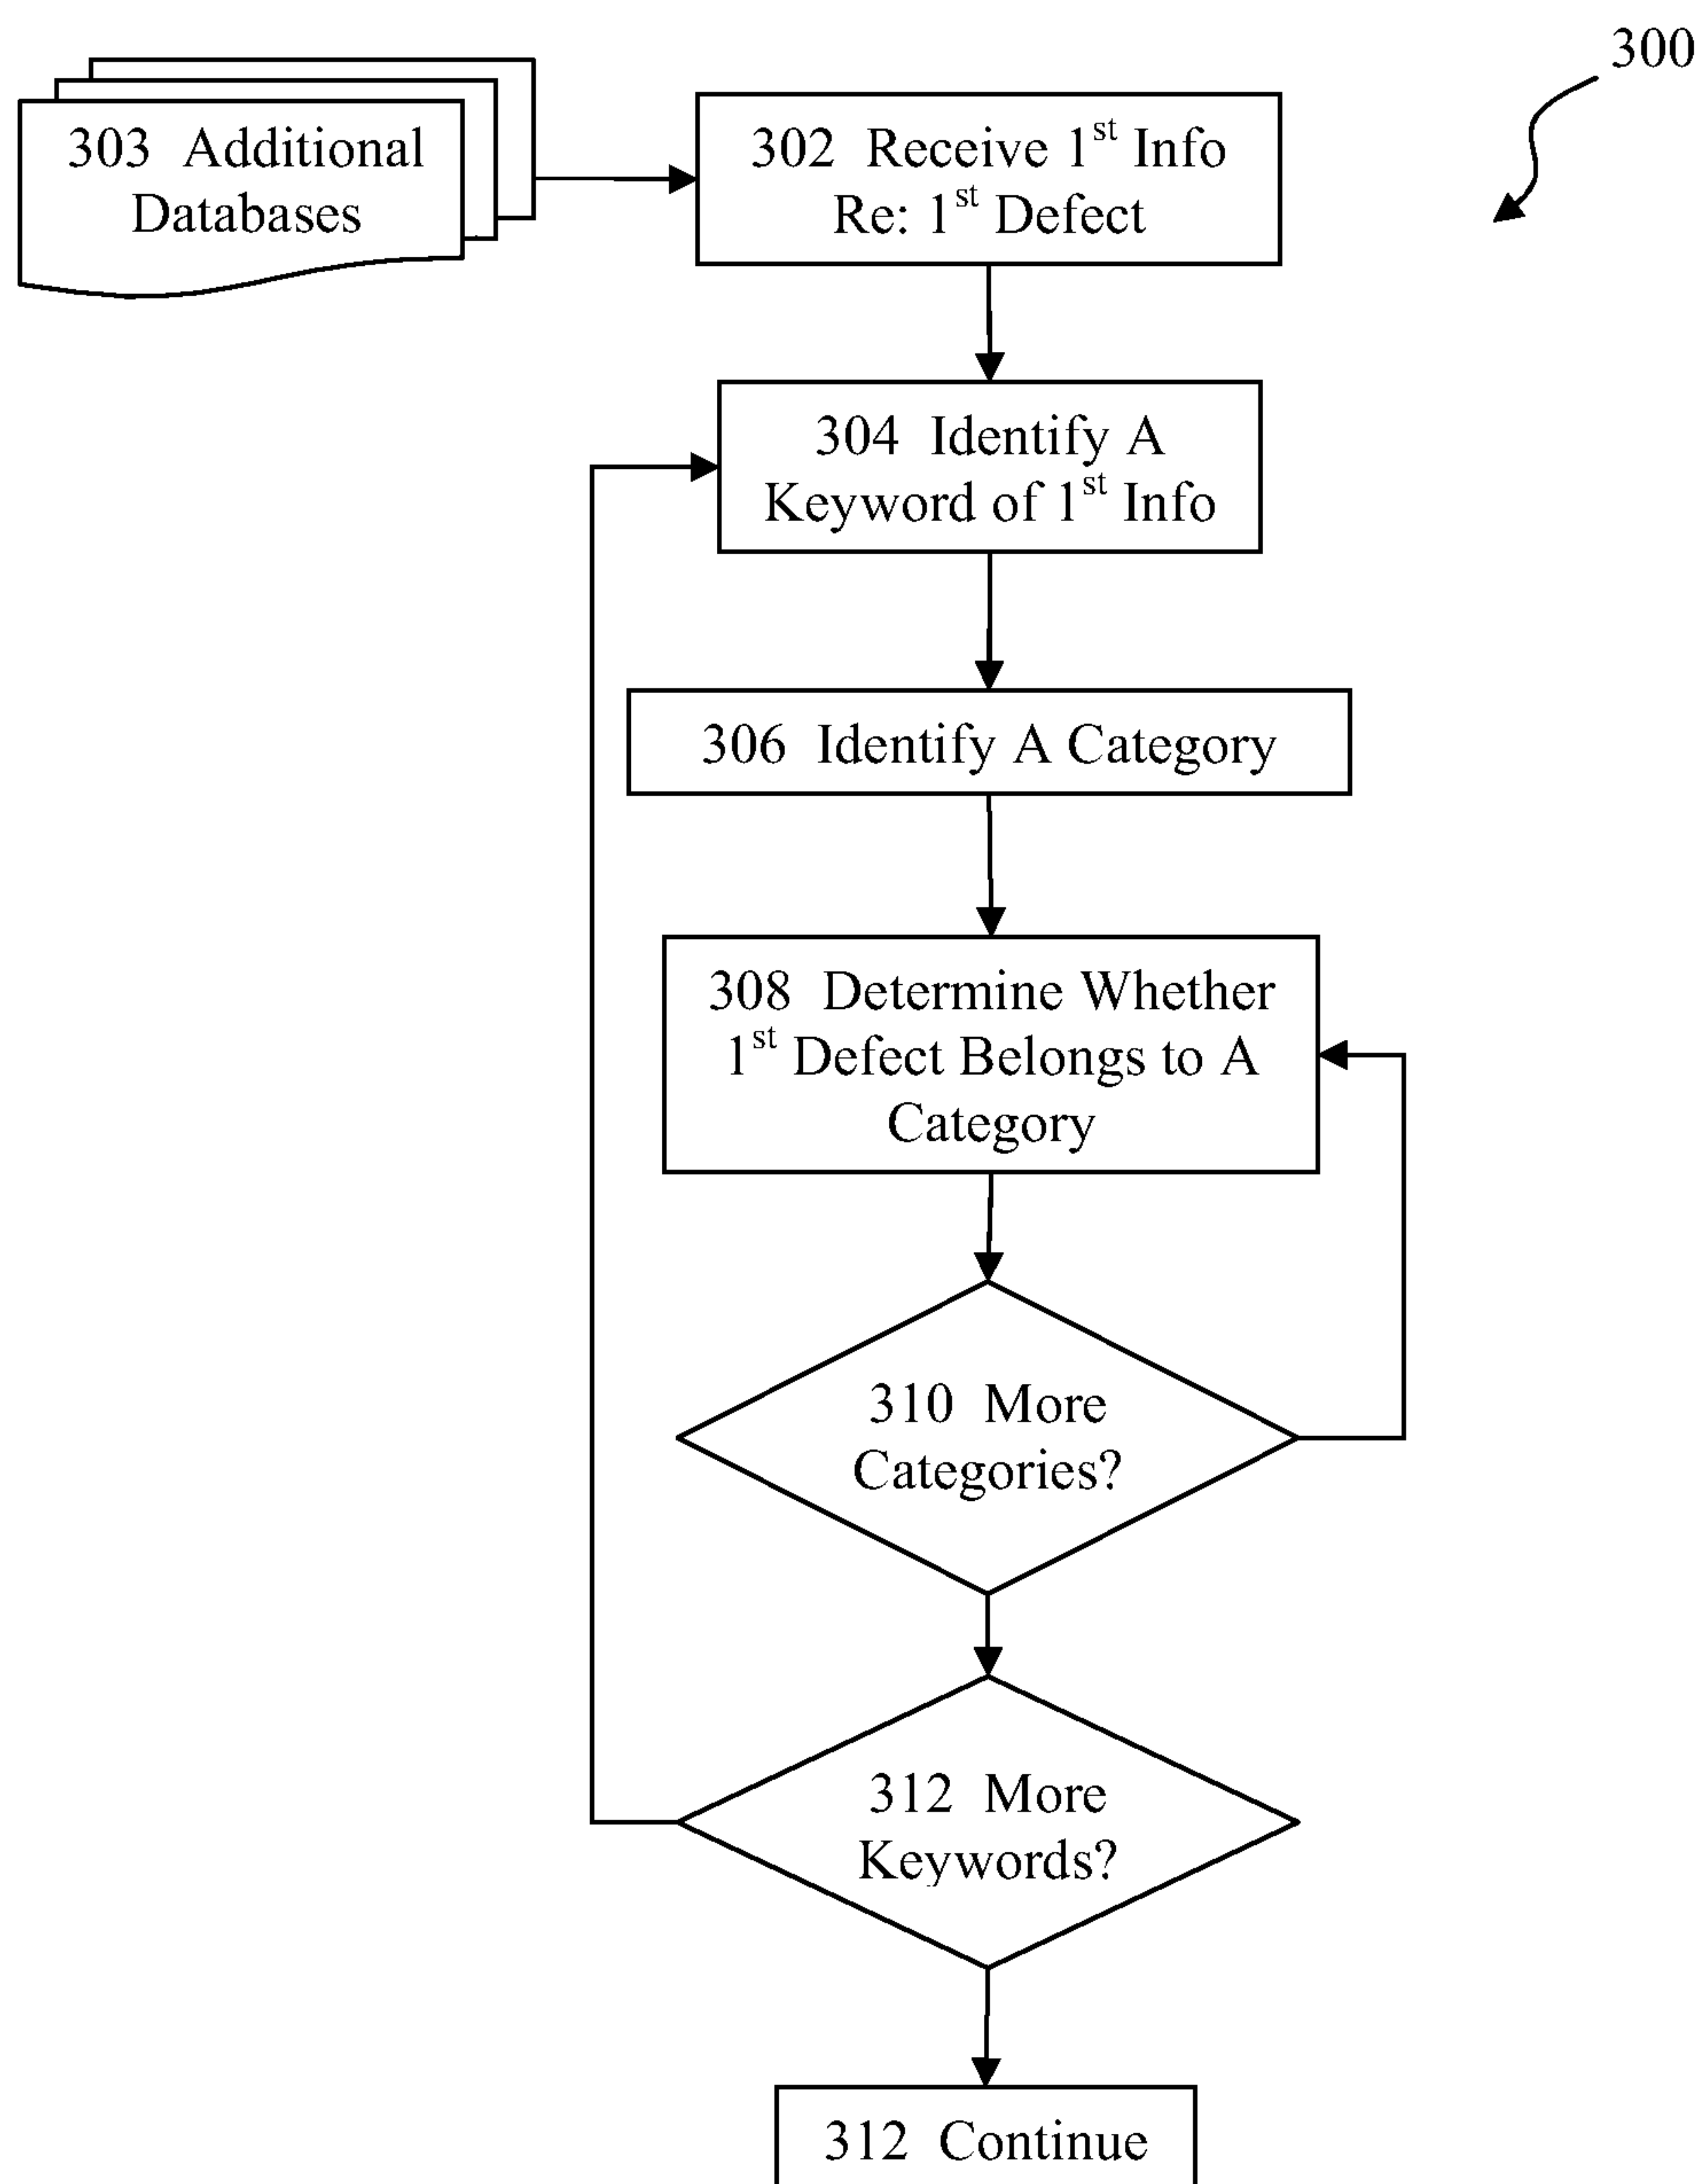 300
303 Additional
Databases
302 Receive 1st Info
Re: 1st Defect
304 Identify A
Keyword of 1st Info
306 Identify A Category
308 Determine Whether
1st Defect Belongs to A
Category
310 More
Categories?
312 More
Keywords?
312 Continue